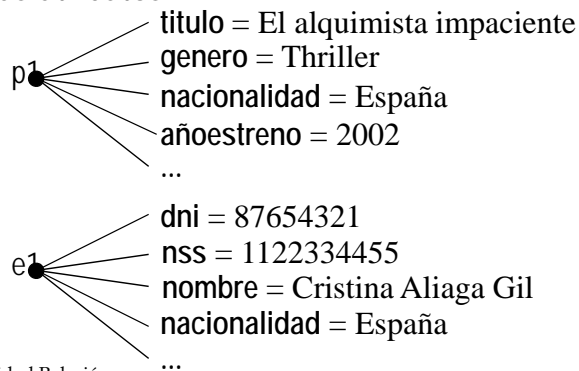 titulo = El alquimista impaciente
genero = Thriller
p1
nacionalidad = España
añoestreno = 2002
...
dni = 87654321
nss = 1122334455
e1
nombre = Cristina Aliaga Gil
nacionalidad = España
...